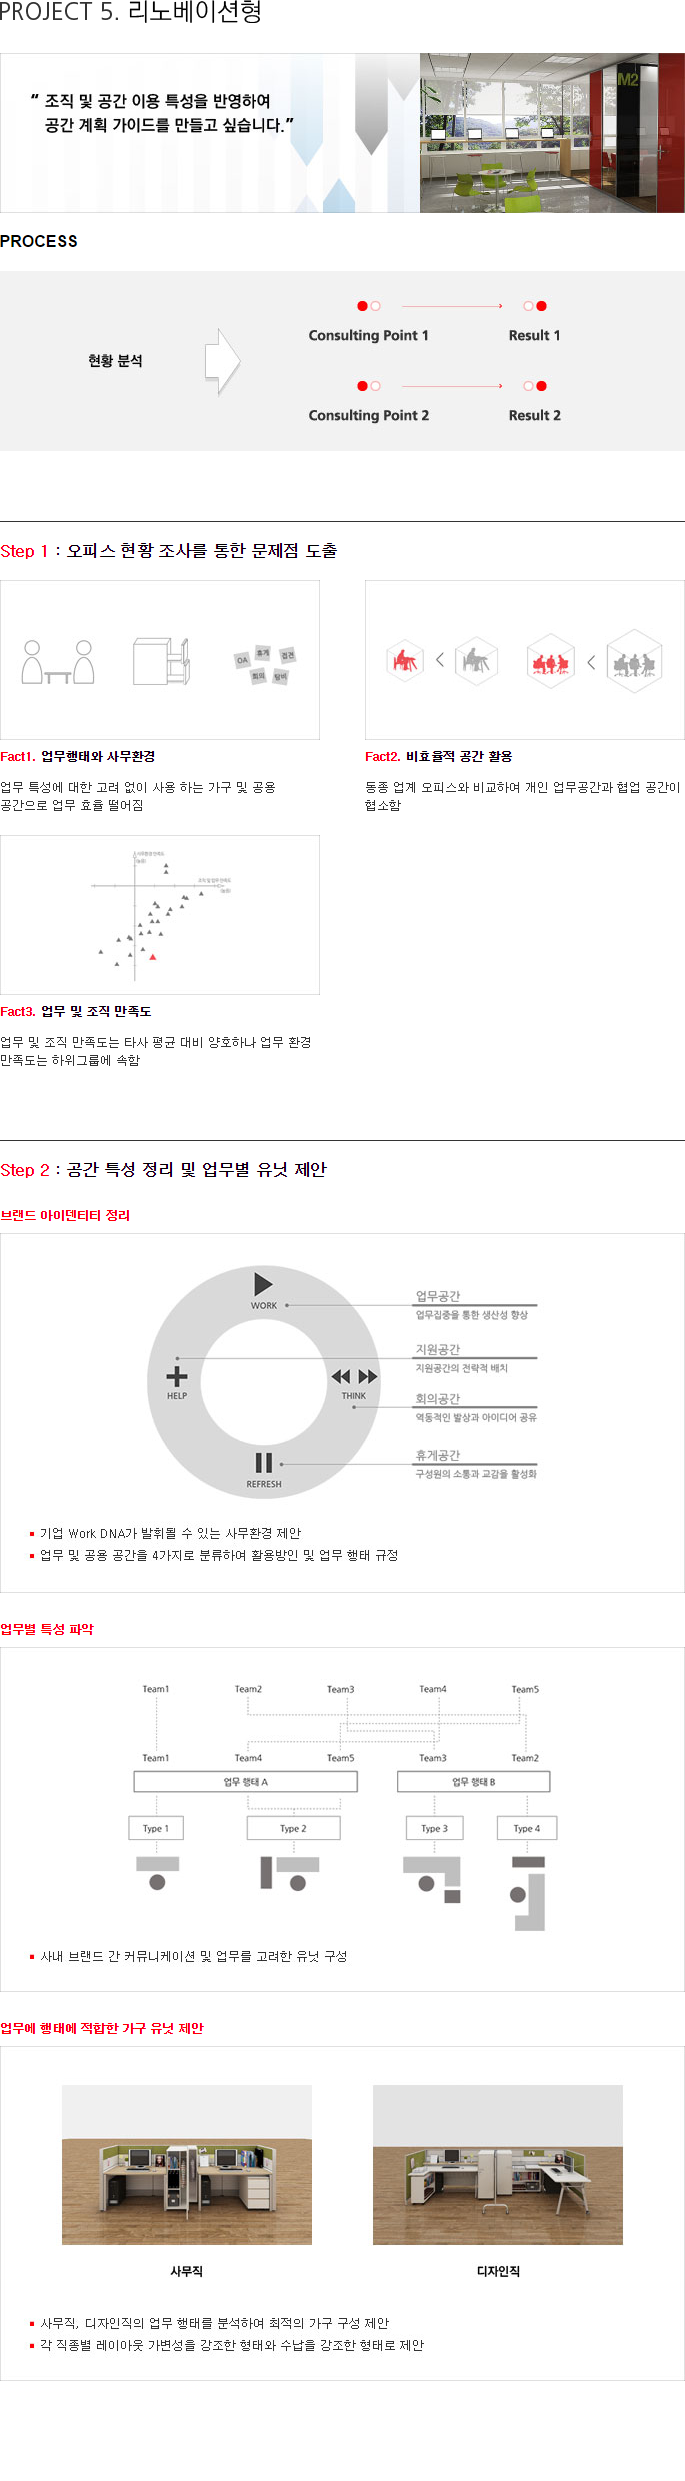 PROJECT 5. 리노베이션형
“ 조직 및 공간 이용 특성을 반영하여
공간 계획 가이드를 만들고 싶습니다.”
M2
PROCESS
현황 분석
Consulting Point 1
Result 1
Consulting Point 2
Result 2
Step 1 : 오피스 현황 조사를 통한 문제점 도출
OA
휴게
접견
회의
탕비
Fact1. 업무행태와 사무환경
업무 특성에 대한 고려 없이 사용 하는 가구 및 공용
공간으로 업무 효율 떨어짐
Fact2. 비효율적 공간 활용
동종 업계 오피스와 비교하여 개인 업무공간과 협업 공간이
협소함
사무환경 만족도
(높음)
조직 및 업무 만족도
(높음)
Fact3. 업무 및 조직 만족도
업무 및 조직 만족도는 타사 평균 대비 양호하나 업무 환경
만족도는 하위그룹에 속함
Step 2 : 공간 특성 정리 및 업무별 유닛 제안
브랜드 아이덴티티 정리
WORK
HELP
THINK
REFRESH
업무공간
업무집중을 통한 생산성 향상
지원공간
지원공간의 전략적 배치
회의공간
역동적인 발상과 아이디어 공유
휴게공간
구성원의 소통과 교감을 활성화
기업 Work DNA가 발휘될 수 있는 사무환경 제안
업무 및 공용 공간을 4가지로 분류하여 활용방인 및 업무 행태 규정
업무별 특성 파악
Team1 Team2 Team3 Team4 Team5
Team1 Team4 Team5 Team3 Team2
업무 행태 A
업무 행태 B
Type 1 Type 2 Type 3 Type 4
사내 브랜드 간 커뮤니케이션 및 업무를 고려한 유닛 구성
업무에 행태에 적합한 가구 유닛 제안
사무직
디자인직
사무직, 디자인직의 업무 행태를 분석하여 최적의 가구 구성 제안
각 직종별 레이아웃 가변성을 강조한 형태와 수납을 강조한 형태로 제안